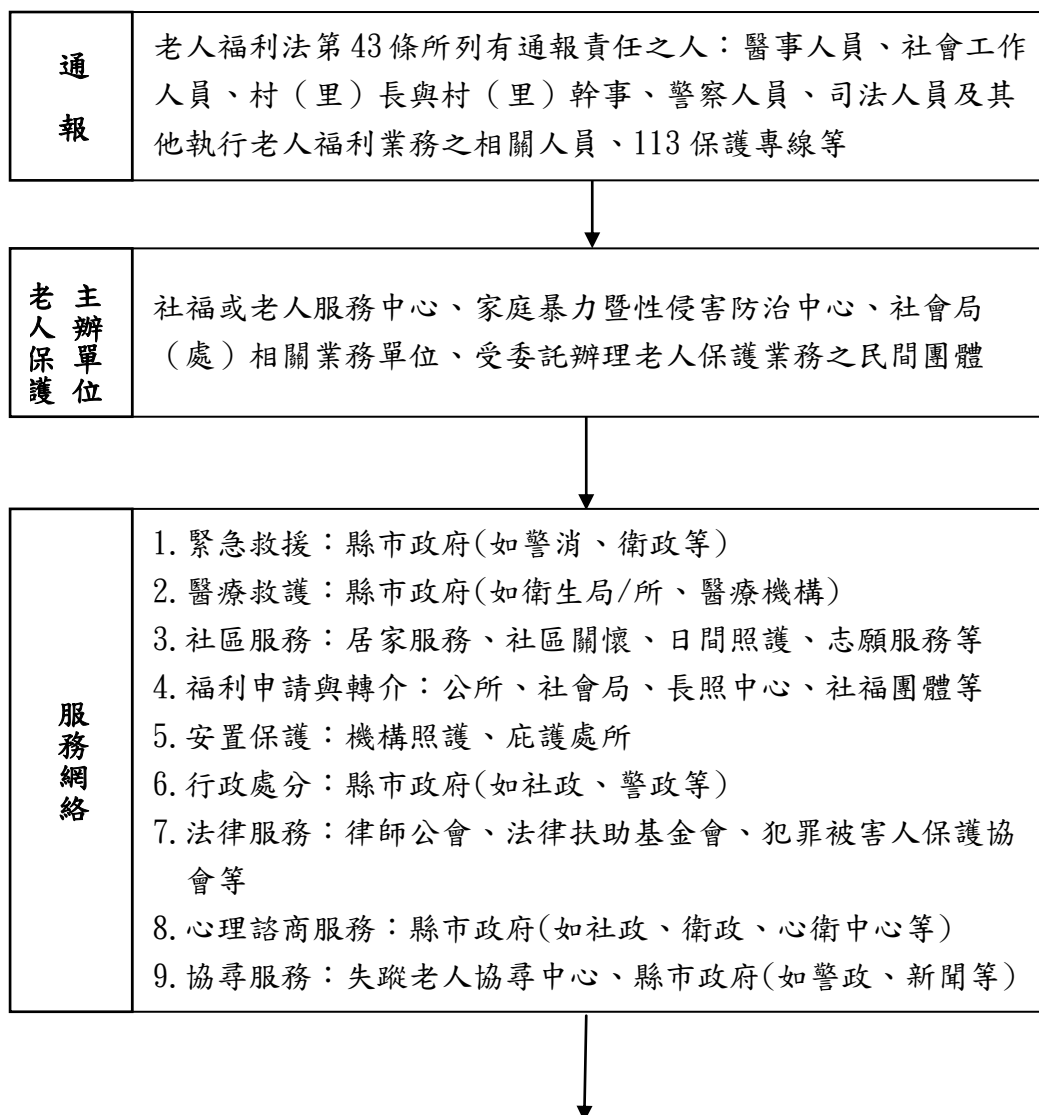 通
報
老人福利法第43條所列有通報責任之人：醫事人員、社會工作
人員、村（里）長與村（里）幹事、警察人員、司法人員及其
他執行老人福利業務之相關人員、113保護專線等
老人保護
主辦單位
社福或老人服務中心、家庭暴力暨性侵害防治中心、社會局
（處）相關業務單位、受委託辦理老人保護業務之民間團體
服務網絡
1.緊急救援：縣市政府(如警消、衛政等)
2.醫療救護：縣市政府(如衛生局/所、醫療機構)
3.社區服務：居家服務、社區關懷、日間照護、志願服務等
4.福利申請與轉介：公所、社會局、長照中心、社福團體等
5.安置保護：機構照護、庇護處所
6.行政處分：縣市政府(如社政、警政等)
7.法律服務：律師公會、法律扶助基金會、犯罪被害人保護協
會等
8.心理諮商服務：縣市政府(如社政、衛政、心衛中心等)
9.協尋服務：失蹤老人協尋中心、縣市政府(如警政、新聞等)